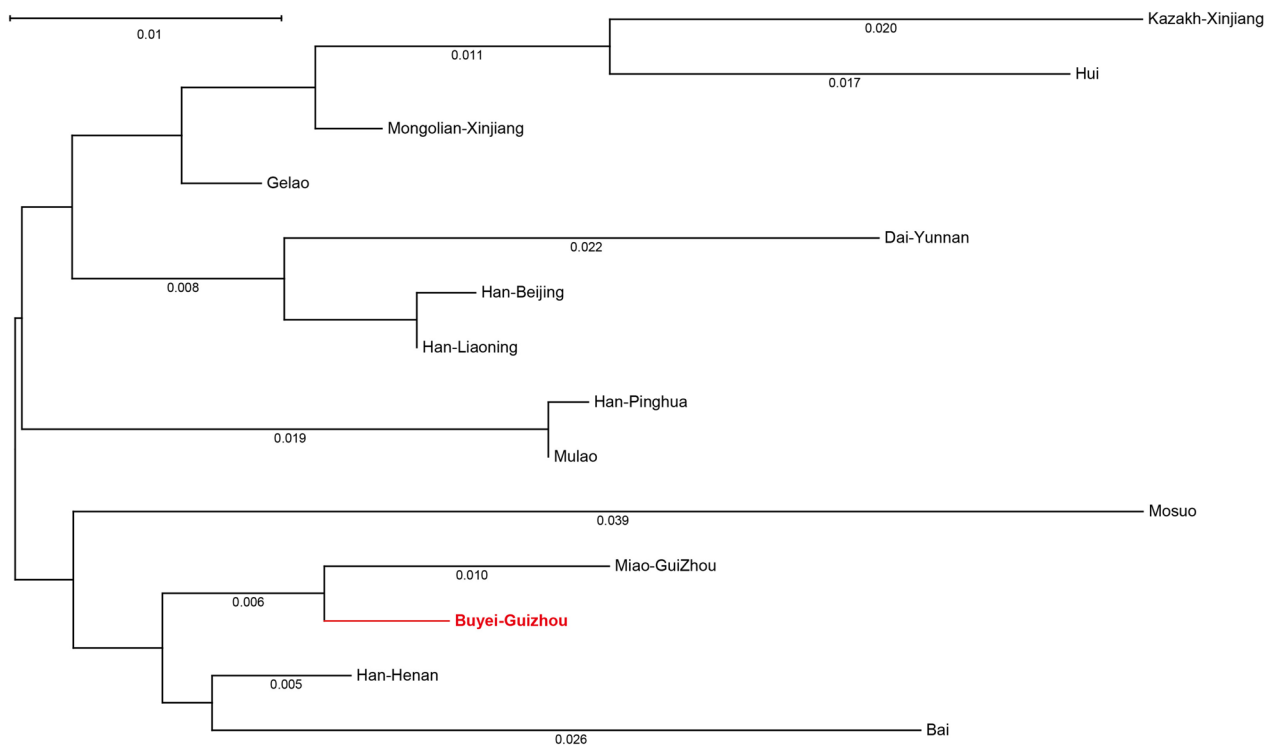 0.01
Kazakh-Xinjiang
0.020
0.011
Hui
0.017
Mongolian-Xinjiang
Gelao
Dai-Yunnan
0.022
0.008
Han-Beijing
Han-Liaoning
Han-Pinghua
0.019
Mulao
Mosuo
0.039
Miao-GuiZhou
0.010
0.006
Buyei-Guizhou
Han-Henan
0.005
Bai
0.026